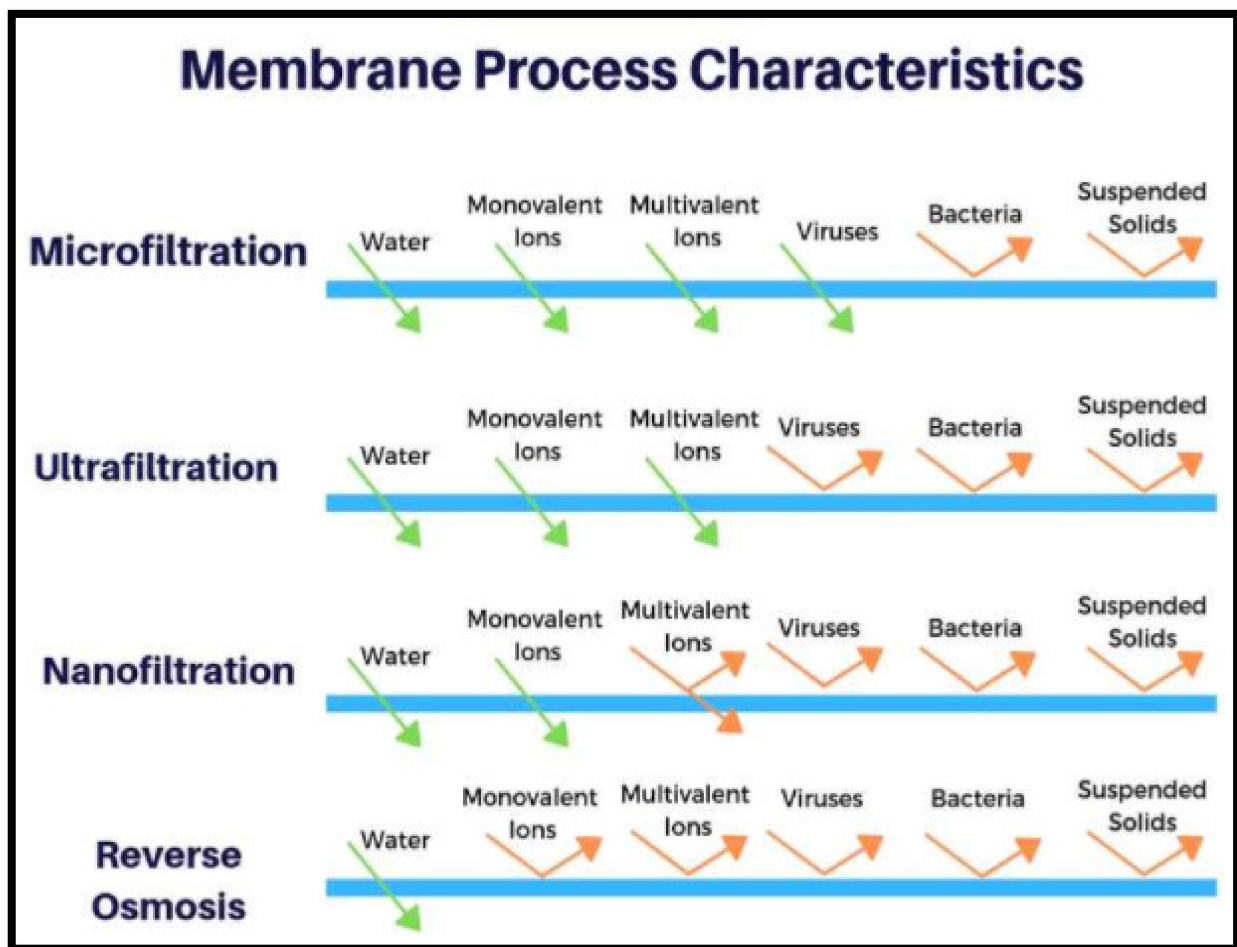 Membrane Process Characteristics
Microfiltration
Water
Monovalent
Ions
Multivalent
Ions
Viruses
Bacteria
Suspended
Solids
Ultrafiltration
Water
Monovalent
Ions
Multivalent
Ions
Viruses
Bacteria
Suspended
Solids
Nanofiltration
Water
Monovalent
Ions
Multivalent
Ions
Viruses
Bacteria
Suspended
Solids
Reverse
Osmosis
Water
Monovalent
Ions
Multivalent
Ions
Viruses
Bacteria
Suspended
Solids